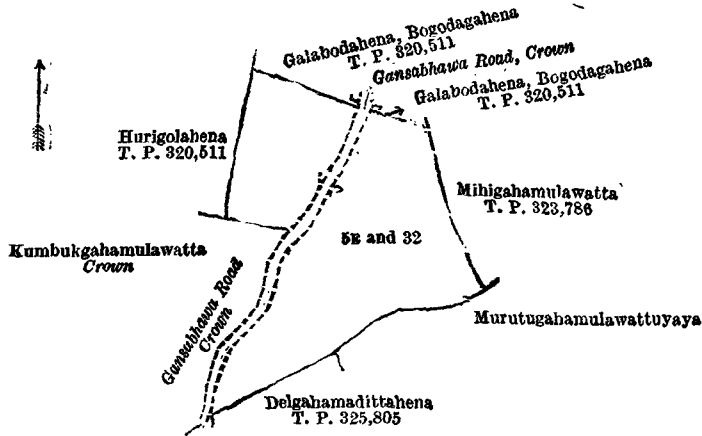 Galabodahena, Bogodagahena
T. P. 320,511
Gansabhawa Road, Crown
Galabodahena, Bogodagahena
T. P. 320,511
Hurigolahena
T. P. 320,511
Mihigahamulawatta
T. P. 323,786
5E and 32
Kumbukgahamulawatta
Crown
Gansabhawa Road
Crown
Murutugahamulawattuyaya
Delgahamadittahena
T. P. 325,805